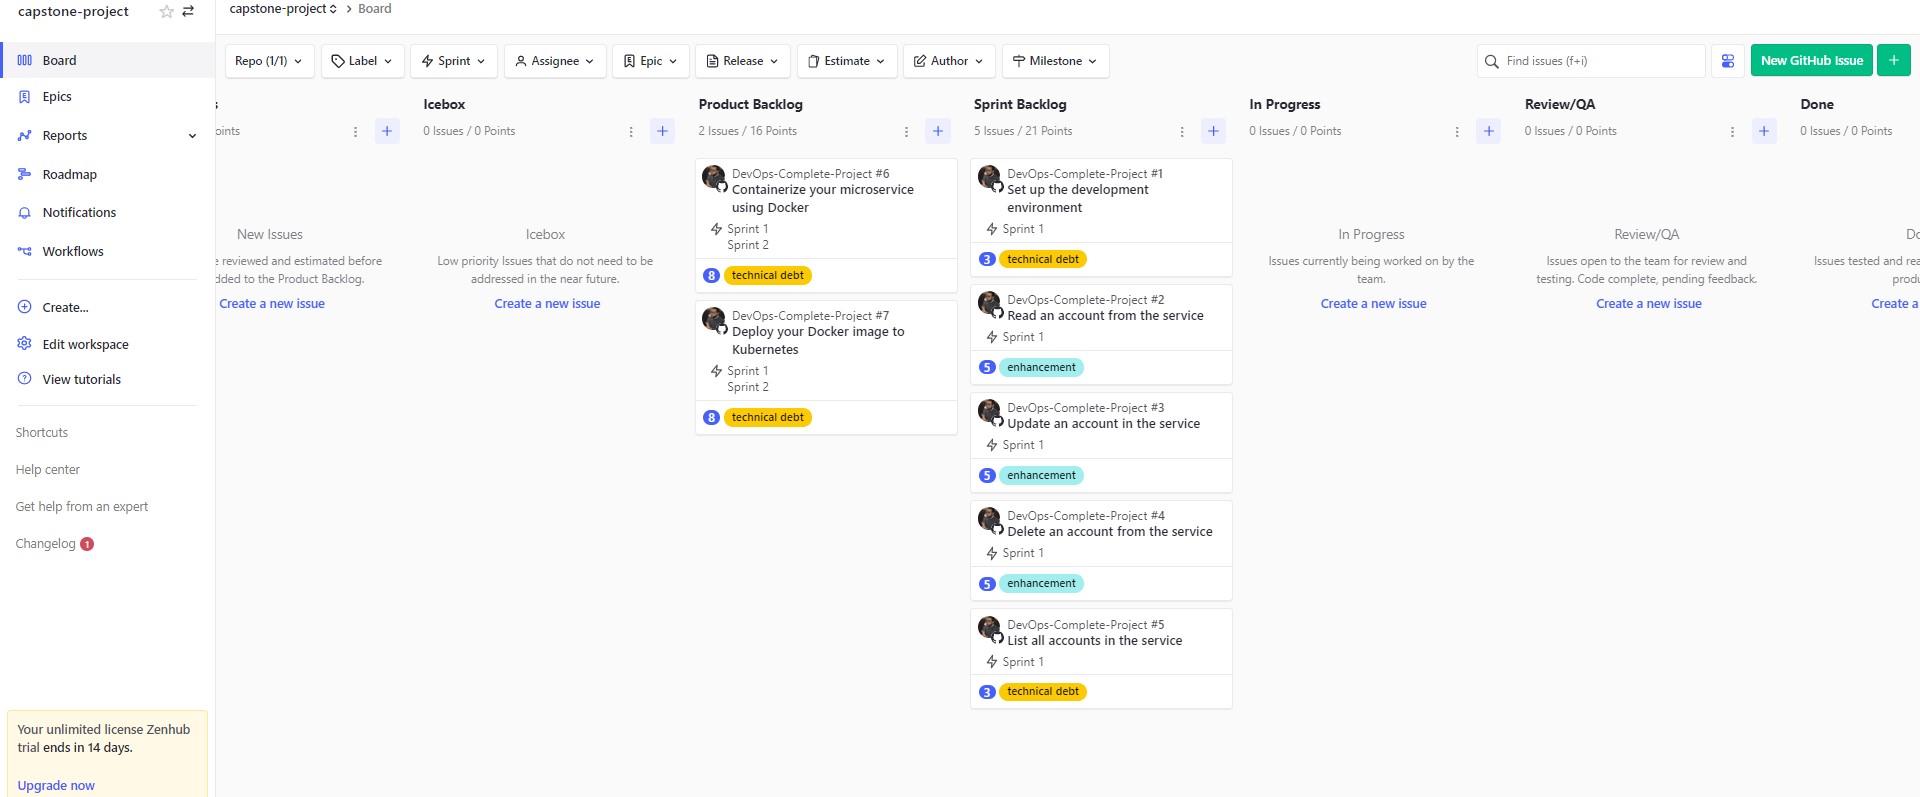 capstone-project
Board
Epics
Reports
Roadmap
Notifications
Workflows
Create...
Edit workspace
View tutorials
Shortcuts
Help center
Get help from an expert
Changelog 1
Your unlimited license Zenhub
trial ends in 14 days.
Upgrade now
capstone-project > Board
Repo (1/1)
Label
Sprint
Assignee
Epic
Release
Estimate
Author
Milestone
Find issues (f+i)
New GitHub Issue
+
s
oints
New Issues
e reviewed and estimated before
dded to the Product Backlog.
Create a new issue
Icebox
0 Issues / 0 Points
Icebox
Low priority Issues that do not need to be
addressed in the near future.
Create a new issue
Product Backlog
2 Issues / 16 Points
DevOps-Complete-Project #6
Containerize your microservice
using Docker
Sprint 1
Sprint 2
8 technical debt
DevOps-Complete-Project #7
Deploy your Docker image to
Kubernetes
Sprint 1
Sprint 2
8 technical debt
Sprint Backlog
5 Issues / 21 Points
DevOps-Complete-Project #1
Set up the development
environment
Sprint 1
3 technical debt
DevOps-Complete-Project #2
Read an account from the service
Sprint 1
5 enhancement
DevOps-Complete-Project #3
Update an account in the service
Sprint 1
5 enhancement
DevOps-Complete-Project #4
Delete an account from the service
Sprint 1
5 enhancement
DevOps-Complete-Project #5
List all accounts in the service
Sprint 1
3 technical debt
In Progress
0 Issues / 0 Points
In Progress
Issues currently being worked on by the
team.
Create a new issue
Review/QA
0 Issues / 0 Points
Review/QA
Issues open to the team for review and
testing. Code complete, pending feedback.
Create a new issue
Done
0 Issues / 0 Points
Do
Issues tested and rea
produ
Create a